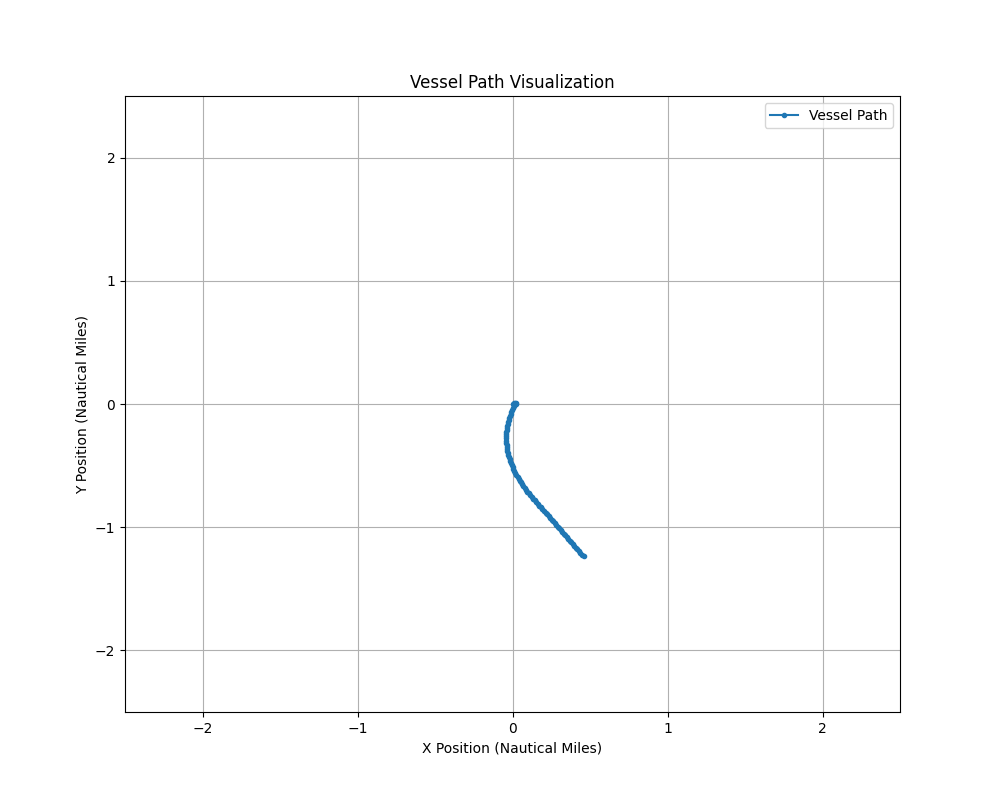 Vessel Path Visualization
Vessel Path
2
1
0
−1
−2
Y Position (Nautical Miles)
−2
−1
0
1
2
X Position (Nautical Miles)